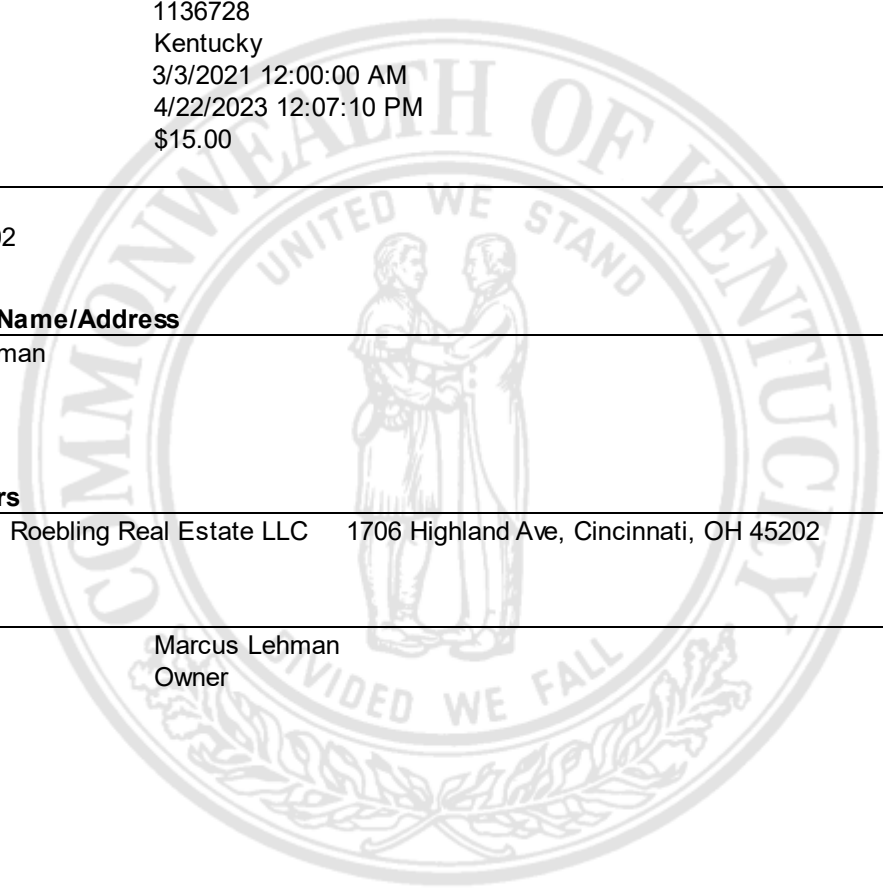 1136728
Kentucky
3/3/2021 12:00:00 AM
4/22/2023 12:07:10 PM
$15.00
02
Name/Address
man
rs
Roebling Real Estate LLC 1706 Highland Ave, Cincinnati, OH 45202
Marcus Lehman
Owner
COMMONWEALTH OF KENTUCKY
UNITED WE STAND
DIVIDED WE FALL